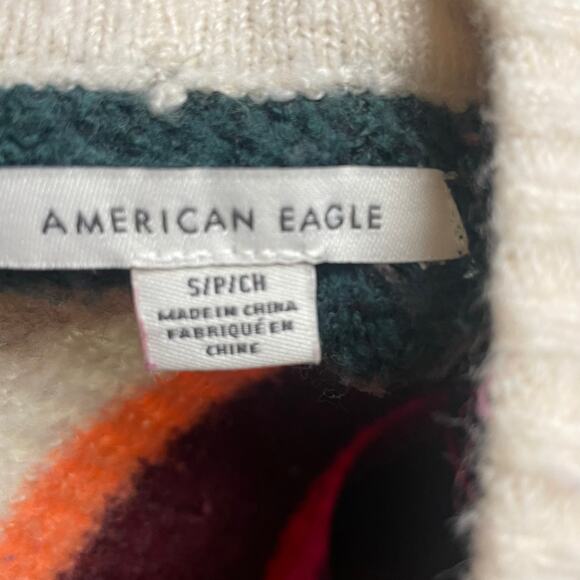 AMERICAN EAGLE
S/P/CH
MADE IN CHINA
FABRIQUÉ EN
CHINE